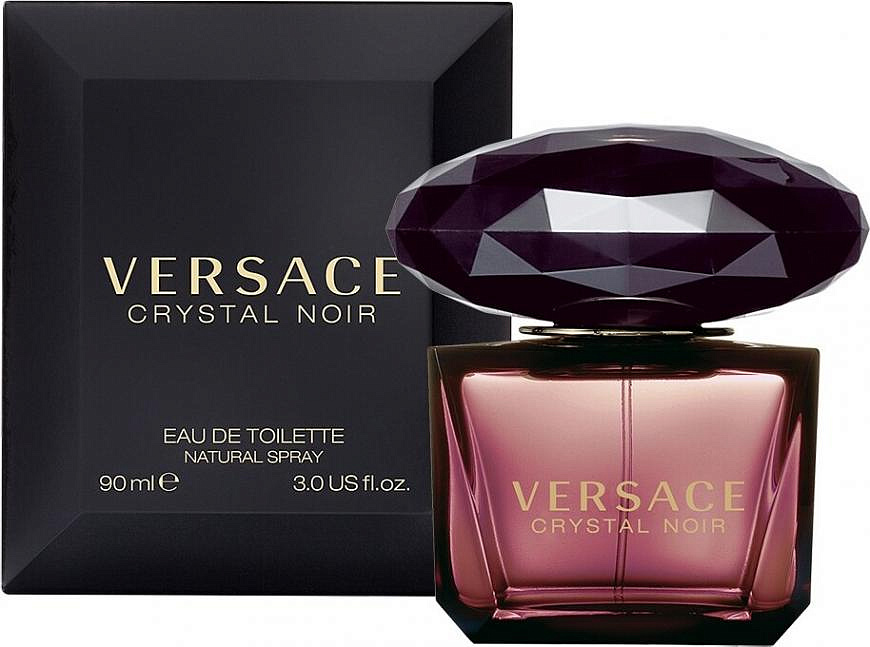 VERSACE
CRYSTAL NOIR
EAU DE TOILETTE
NATURAL SPRAY
90 ml ℮ 3.0 US fl.oz.
VERSACE
CRYSTAL NOIR